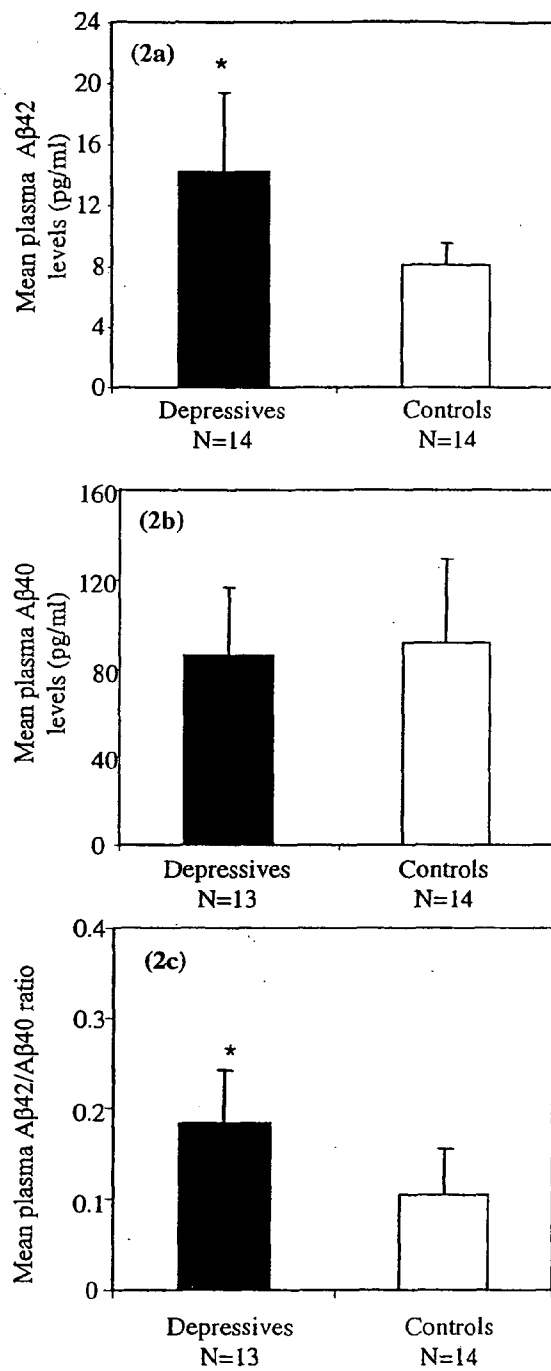 (2a)
Mean plasma Aβ42
levels (pg/ml)
24
20
16
12
8
4
0
*
Depressives
N=14
Controls
N=14
(2b)
Mean plasma Aβ40
levels (pg/ml)
160
120
80
40
0
Depressives
N=13
Controls
N=14
(2c)
Mean plasma Aβ42/Aβ40 ratio
0.4
0.3
0.2
0.1
0
*
Depressives
N=13
Controls
N=14